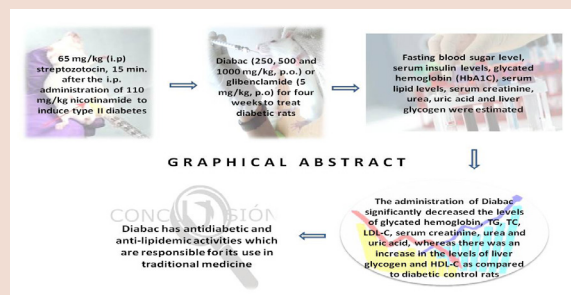 65 mg/kg (i.p)
streptozotocin, 15 min.
after the i.p.
administration of 110
mg/kg nicotinamide to
induce type II diabetes
Diabac (250, 500 and
1000 mg/kg, p.o.) or
glibenclamide (5
mg/kg, p.o) for four
weeks to treat
diabetic rats
Fasting blood sugar level,
serum insulin levels, glycated
hemoglobin (HbA1C), serum
lipid levels, serum creatinine,
urea, uric acid and liver
glycogen were estimated
GRAPHICAL ABSTRACT
The administration of Diabac
significantly decreased the levels
of glycated hemoglobin, TG, TC,
LDL-C, serum creatinine, urea and
uric acid, whereas there was an
increase in the levels of liver
glycogen and HDL-C as compared
to diabetic control rats
Diabac has antidiabetic and
anti-lipidemic activities which
are responsible for its use in
traditional medicine